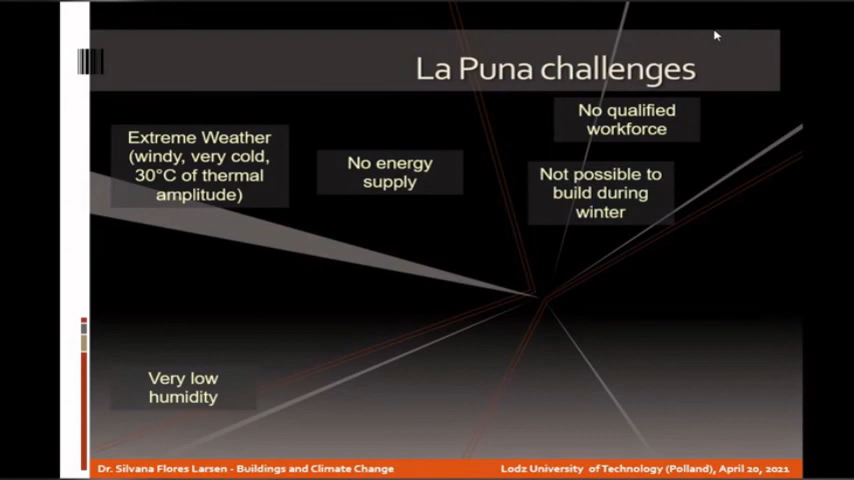 La Puna challenges
Extreme Weather
(windy, very cold,
30°C of thermal
amplitude)
No energy
supply
No qualified
workforce
Not possible to
build during
winter
Very low
humidity
Dr. Silvana Flores Larsen - Buildings and Climate Change
Lodz University of Technology (Polland), April 20, 2021